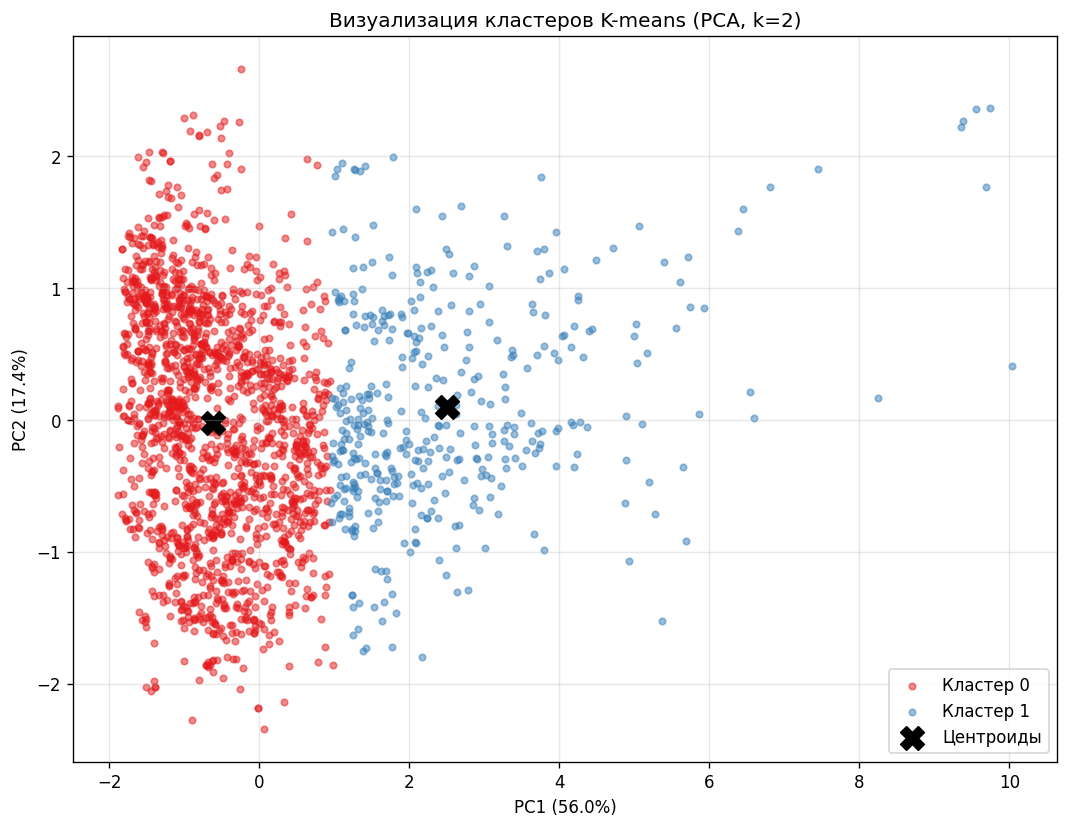 Визуализация кластеров K-means (PCA, k=2)
PC2 (17.4%)
2
1
0
−1
−2
Кластер 0
Кластер 1
Центроиды
−2
0
2
4
6
8
10
PC1 (56.0%)